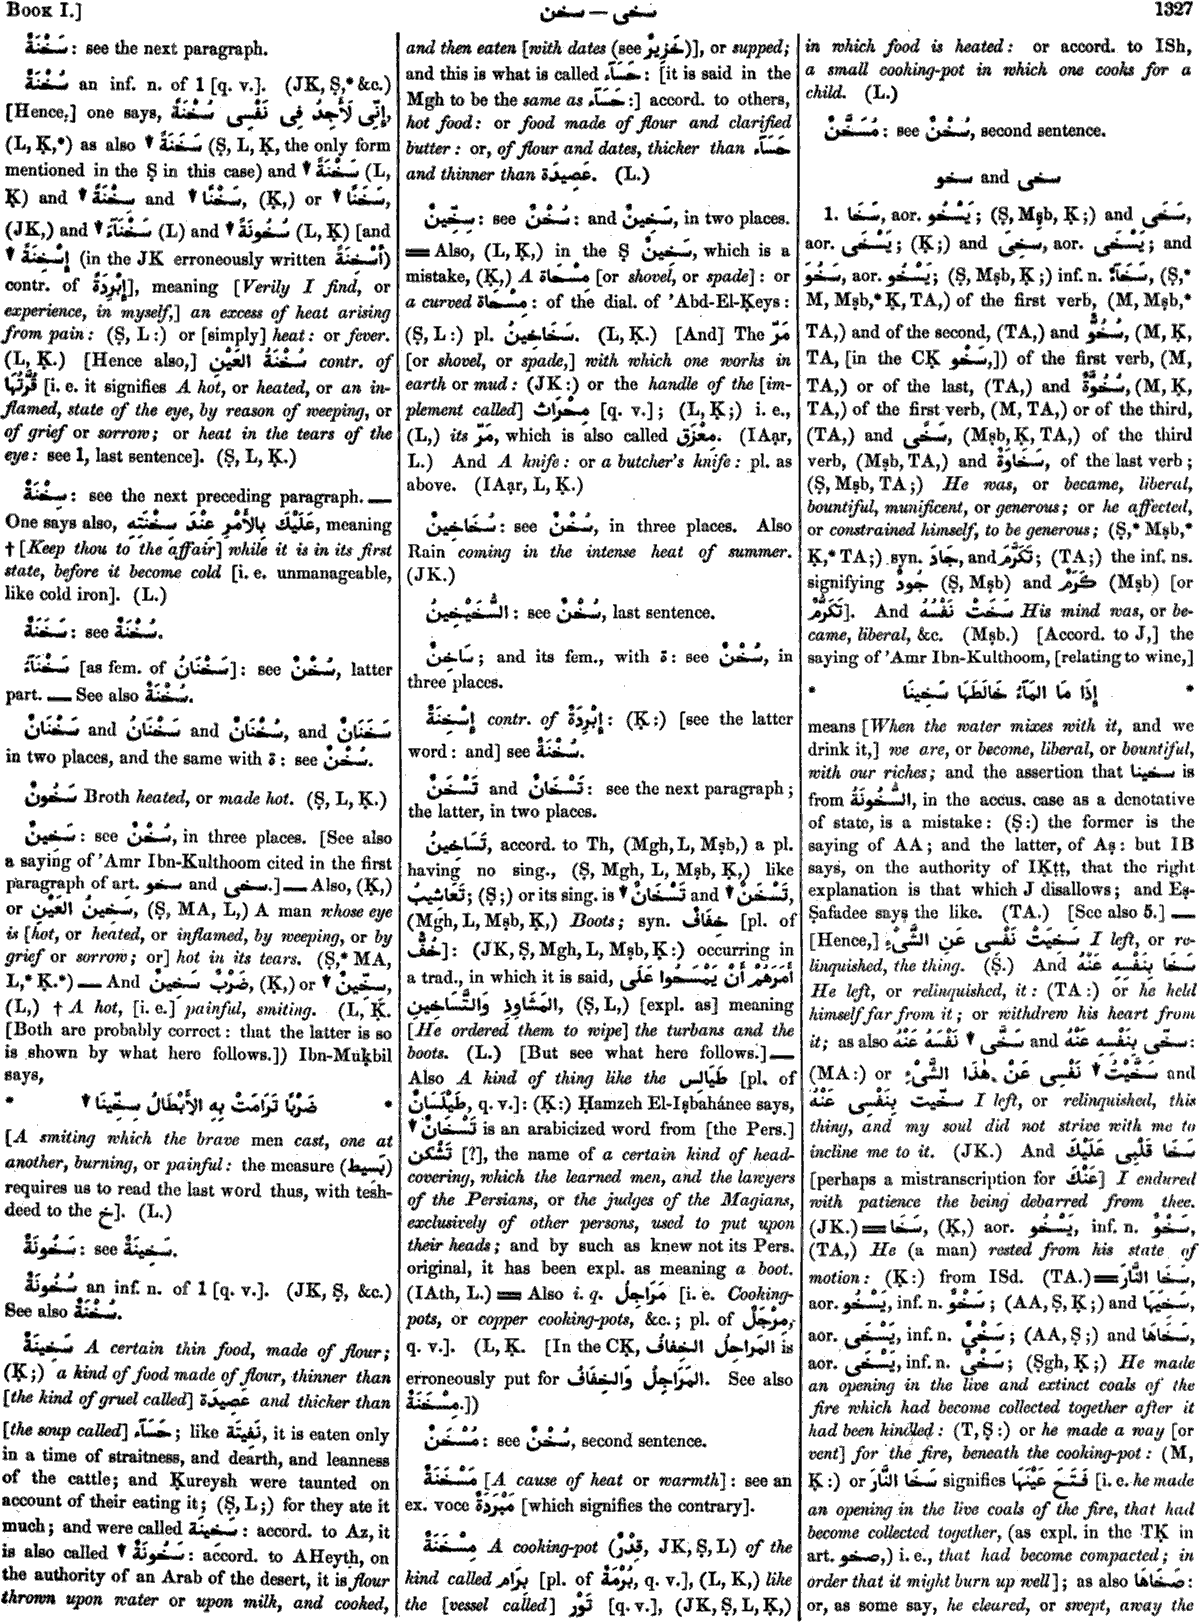 BOOK I.]
سخى — سخن
1327
سَخْنَةٌ: see the next paragraph.
سُخْنَةٌ an inf. n. of 1 [q. v.]. (JK, Ṣ,* &c.)
[Hence,] one says, إِنِّى لَأَجِدُ فِى نَفْسِى سُخْنَةً,
(L, Ḳ,*) as also ▼ سَخَنَةً (Ṣ, L, Ḳ, the only form
mentioned in the Ṣ in this case) and ▼ سَخْنَةً (L,
Ḳ) and ▼ سِخْنَةً and ▼ سُخْنًا, (Ḳ,) or ▼ سَخَنًا,
(JK,) and ▼ سَخْنَآءَ (L) and ▼ سُخُونَةً (L, Ḳ) [and
▼ إِسْخِنَةً (in the JK erroneously written أَسْخِنَةً)
contr. of إِبْرِدَةً], meaning [Verily I find, or
experience, in myself,] an excess of heat arising
from pain: (Ṣ, L:) or [simply] heat: or fever.
(L, Ḳ.) [Hence also,] سُخْنَةُ العَيْنِ contr. of
قُرَّتُهَا [i. e. it signifies A hot, or heated, or an in-
flamed, state of the eye, by reason of weeping, or
of grief or sorrow; or heat in the tears of the
eye: see 1, last sentence]. (Ṣ, L, Ḳ.)
سِخْنَةٌ: see the next preceding paragraph. —
One says also, عَلَيْكَ بِالأَمْرِ عِنْدَ سِخْنَتِهِ, meaning
† [Keep thou to the affair] while it is in its first
state, before it become cold [i. e. unmanageable,
like cold iron]. (L.)
سَخَنَةٌ: see سُخْنَةٌ.
سَخْنَآءُ [as fem. of سَخْنَانُ]: see سُخْنٌ, latter
part. — See also سُخْنَةٌ.
سَخْنَانٌ and سَخْنَانُ and سُخْنَانٌ, and سَخَنَانٌ
in two places, and the same with ة: see سُخْنٌ.
سَخُونٌ Broth heated, or made hot. (Ṣ, L, Ḳ.)
سَخِينٌ: see سُخْنٌ, in three places. [See also
a saying of 'Amr Ibn-Kulthoom cited in the first
paragraph of art. سخو and سخى.] — Also, (Ḳ,)
or سَخِينُ العَيْنِ, (Ṣ, MA, L,) A man whose eye
is [hot, or heated, or inflamed, by weeping, or by
grief or sorrow; or] hot in its tears. (Ṣ,* MA,
L,* Ḳ.*) — And ضَرْبٌ سَخِينٌ, (Ḳ,) or ▼ سِخِّينٌ,
(L,) † A hot, [i. e.] painful, smiting. (L, Ḳ.
[Both are probably correct: that the latter is so
is shown by what here follows.]) Ibn-Muḳbil
says,
* ضَرْبًا تَرَامَتْ بِهِ الأَبْطَالُ سِخِّينَا ▼ *
[A smiting which the brave men cast, one at
another, burning, or painful: the measure (بَسِيط)
requires us to read the last word thus, with tesh-
deed to the خ]. (L.)
سَخُونَةٌ: see سَخِينَةٌ.
سُخُونَةٌ an inf. n. of 1 [q. v.]. (JK, Ṣ, &c.)
See also سُخْنَةٌ.
سَخِينَةٌ A certain thin food, made of flour;
(Ḳ;) a kind of food made of flour, thinner than
[the kind of gruel called] عَصِيدَة and thicker than
[the soup called] حَسَآء; like نَفِيتَة, it is eaten only
in a time of straitness, and dearth, and leanness
of the cattle; and Ḳureysh were taunted on
account of their eating it; (Ṣ, L;) for they ate it
much; and were called سَخِينَة: accord. to Az, it
is also called ▼ سَخُونَةٌ: accord. to AHeyth, on
the authority of an Arab of the desert, it is flour
thrown upon water or upon milk, and cooked,
and then eaten [with dates (see خَزِيرٌ)], or supped;
and this is what is called حَسَآء: [it is said in the
Mgh to be the same as حَسَآء:] accord. to others,
hot food: or food made of flour and clarified
butter: or, of flour and dates, thicker than حَسَآء
and thinner than عَصِيدَة. (L.)
سِخِّينٌ: see سُخْنٌ: and سَخِينٌ, in two places.
═ Also, (L, Ḳ,) in the Ṣ سَخِينٌ, which is a
mistake, (Ḳ,) A مِسْحَاة [or shovel, or spade]: or
a curved مِسْحَاة: of the dial. of 'Abd-El-Ḳeys:
(Ṣ, L:) pl. سَخَاخِينُ. (L, Ḳ.) [And] The مَرّ
[or shovel, or spade,] with which one works in
earth or mud: (JK:) or the handle of the [im-
plement called] مِحْرَاث [q. v.]; (L, Ḳ;) i. e.,
(L,) its مَرّ, which is also called مِعْزَق. (IAạr,
L.) And A knife: or a butcher's knife: pl. as
above. (IAạr, L, Ḳ.)
سُخَاخِينٌ: see سُخْنٌ, in three places. Also
Rain coming in the intense heat of summer.
(JK.)
السُّخَيْخِينُ: see سُخْنٌ, last sentence.
سَاخِنٌ; and its fem., with ة: see سُخْنٌ, in
three places.
إِسْخِنَةٌ contr. of إِبْرِدَةٌ: (Ḳ:) [see the latter
word: and] see سُخْنَةٌ.
تَسْخَنٌ and تَسْخَانٌ: see the next paragraph;
the latter, in two places.
تَسَاخِينُ, accord. to Th, (Mgh, L, Mṣb,) a pl.
having no sing., (Ṣ, Mgh, L, Mṣb, Ḳ,) like
تَعَاشِيبُ; (Ṣ;) or its sing. is ▼ تَسْخَانٌ and ▼ تَسْخَنٌ,
(Mgh, L, Mṣb, Ḳ,) Boots; syn. خِفَافٌ [pl. of
خُفٌّ]: (JK, Ṣ, Mgh, L, Mṣb, Ḳ:) occurring in
a trad., in which it is said, أَمَرَهُمْ أَنْ يَمْسَحُوا عَلَى
المَشَاوِذِ وَالتَّسَاخِينِ, (Ṣ, L,) [expl. as] meaning
[He ordered them to wipe] the turbans and the
boots. (L.) [But see what here follows.] —
Also A kind of thing like the طَيَالِس [pl. of
طَيْلَسَانٌ, q. v.]: (Ḳ:) Ḥamzeh El-Iṣbahánee says,
▼ تَسْخَانٌ is an arabicized word from [the Pers.]
تَشْكَن [?], the name of a certain kind of head-
covering, which the learned men, and the lawyers
of the Persians, or the judges of the Magians,
exclusively of other persons, used to put upon
their heads; and by such as knew not its Pers.
original, it has been expl. as meaning a boot.
(IAth, L.) ═ Also i. q. مَرَاجِلُ [i. e. Cooking-
pots, or copper cooking-pots, &c.; pl. of مِرْجَلٌ,
q. v.]. (L, Ḳ. [In the CḲ, المَراجِلُ الخِفافُ is
erroneously put for المَرَاجِلُ وَالخِفَافُ. See also
مِسْخَنَةٌ.])
مُسْخَنٌ: see سُخْنٌ, second sentence.
مَسْخَنَةٌ [A cause of heat or warmth]: see an
ex. voce مَبْرَدَةٌ [which signifies the contrary].
مِسْخَنَةٌ A cooking-pot (قِدْرٌ, JK, Ṣ, L) of the
kind called بِرَام [pl. of بُرْمَةٌ, q. v.], (L, Ḳ,) like
the [vessel called] تَوْر [q. v.], (JK, Ṣ, L, Ḳ,)
in which food is heated: or accord. to ISh,
a small cooking-pot in which one cooks for a
child. (L.)
مُسَخَّنٌ: see سُخْنٌ, second sentence.
سخو and سخى
1. سَخَا, aor. يَسْخُو; (Ṣ, Mṣb, Ḳ;) and سَخَى,
aor. يَسْخَى; (Ḳ;) and سَخِىَ, aor. يَسْخَى; and
سَخُوَ, aor. يَسْخُو; (Ṣ, Mṣb, Ḳ;) inf. n. سَخَآءٌ, (Ṣ,*
M, Mṣb,* Ḳ, TA,) of the first verb, (M, Mṣb,*
TA,) and of the second, (TA,) and سُخُوٌّ, (M, Ḳ,
TA, [in the CḲ سَخْو,]) of the first verb, (M,
TA,) or of the last, (TA,) and سُخُوَّةٌ, (M, Ḳ,
TA,) of the first verb, (M, TA,) or of the third,
(TA,) and سَخًى, (Mṣb, Ḳ, TA,) of the third
verb, (Mṣb, TA,) and سَخَاوَةٌ, of the last verb;
(Ṣ, Mṣb, TA;) He was, or became, liberal,
bountiful, munificent, or generous; or he affected,
or constrained himself, to be generous; (Ṣ,* Mṣb,*
Ḳ,* TA;) syn. جَادَ, and تَكَرَّمَ; (TA;) the inf. ns.
signifying جُودٌ (Ṣ, Mṣb) and كَرَمٌ (Mṣb) [or
تَكَرُّمٌ]. And سَخَتْ نَفْسُهُ His mind was, or be-
came, liberal, &c. (Mṣb.) [Accord. to J,] the
saying of 'Amr Ibn-Kulthoom, [relating to wine,]
* إِذَا مَا المَآءُ خَالَطَهَا سَخِينَا *
means [When the water mixes with it, and we
drink it,] we are, or become, liberal, or bountiful,
with our riches; and the assertion that سخينا is
from السُّخُونَةُ, in the accus. case as a denotative
of state, is a mistake: (Ṣ:) the former is the
saying of AA; and the latter, of Aṣ: but IB
says, on the authority of IḲṭṭ, that the right
explanation is that which J disallows; and Eṣ-
Ṣafadee says the like. (TA.) [See also 5.] —
[Hence,] سَخِيَتْ نَفْسِى عَنِ الشَّىْءِ I left, or re-
linquished, the thing. (Ṣ.) And سَخَا بِنَفْسِهِ عَنْهُ
He left, or relinquished, it: (TA:) or he held
himself far from it; or withdrew his heart from
it; as also سَخَّى ▼ نَفْسَهُ عَنْهُ and سخّى بِنَفْسِهِ عَنْهُ:
(MA:) or سَخَّيْتُ ▼ نَفْسِى عَنْ هٰذَا الشَّىْءِ and
سخّيت بِنَفْسِى عَنْهُ I left, or relinquished, this
thing, and my soul did not strive with me to
incline me to it. (JK.) And سَخَا قَلْبِى عَلَيْكَ
[perhaps a mistranscription for عَنْكَ] I endured
with patience the being debarred from thee.
(JK.) ═ سَخَا, (Ḳ,) aor. يَسْخُو, inf. n. سَخْوٌ,
(TA,) He (a man) rested from his state of
motion: (Ḳ:) from ISd. (TA.) ═ سَخَا النَّارَ,
aor. يَسْخُو, inf. n. سَخْوٌ; (AA, Ṣ, Ḳ;) and سَخَيَهَا,
aor. يَسْخَى, inf. n. سَخْىٌ; (AA, Ṣ;) and سَخَاهَا,
aor. يَسْخَى, inf. n. سَخْىٌ; (Ṣgh, Ḳ;) He made
an opening in the live and extinct coals of the
fire which had become collected together after it
had been kindled: (T, Ṣ:) or he made a way [or
vent] for the fire, beneath the cooking-pot: (M,
Ḳ:) or سَخَا النَّارَ signifies فَتَحَ عَيْنَهَا [i. e. he made
an opening in the live coals of the fire, that had
become collected together, (as expl. in the TḲ in
art. صخو,) i. e., that had become compacted; in
order that it might burn up well]; as also صَخَاهَا:
or, as some say, he cleared, or swept, away the